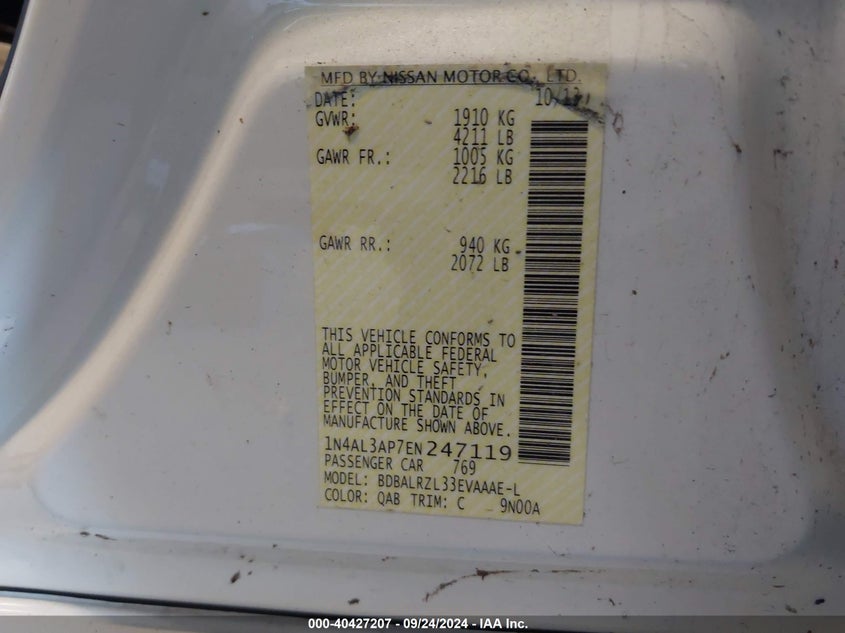 MFD BY NISSAN MOTOR CO., LTD.
DATE: 10/13
GVWR: 1910 KG
4211 LB
GAWR FR.: 1005 KG
2216 LB
GAWR RR.: 940 KG
2072 LB
THIS VEHICLE CONFORMS TO
ALL APPLICABLE FEDERAL
MOTOR VEHICLE SAFETY,
BUMPER, AND THEFT
PREVENTION STANDARDS IN
EFFECT ON THE DATE OF
MANUFACTURE SHOWN ABOVE.
1N4AL3AP7EN247119
PASSENGER CAR 769
MODEL: BDBALRZL33EVAAAE-L
COLOR: QAB TRIM: C 9N00A
000-40427207 - 09/24/2024 - IAA Inc.